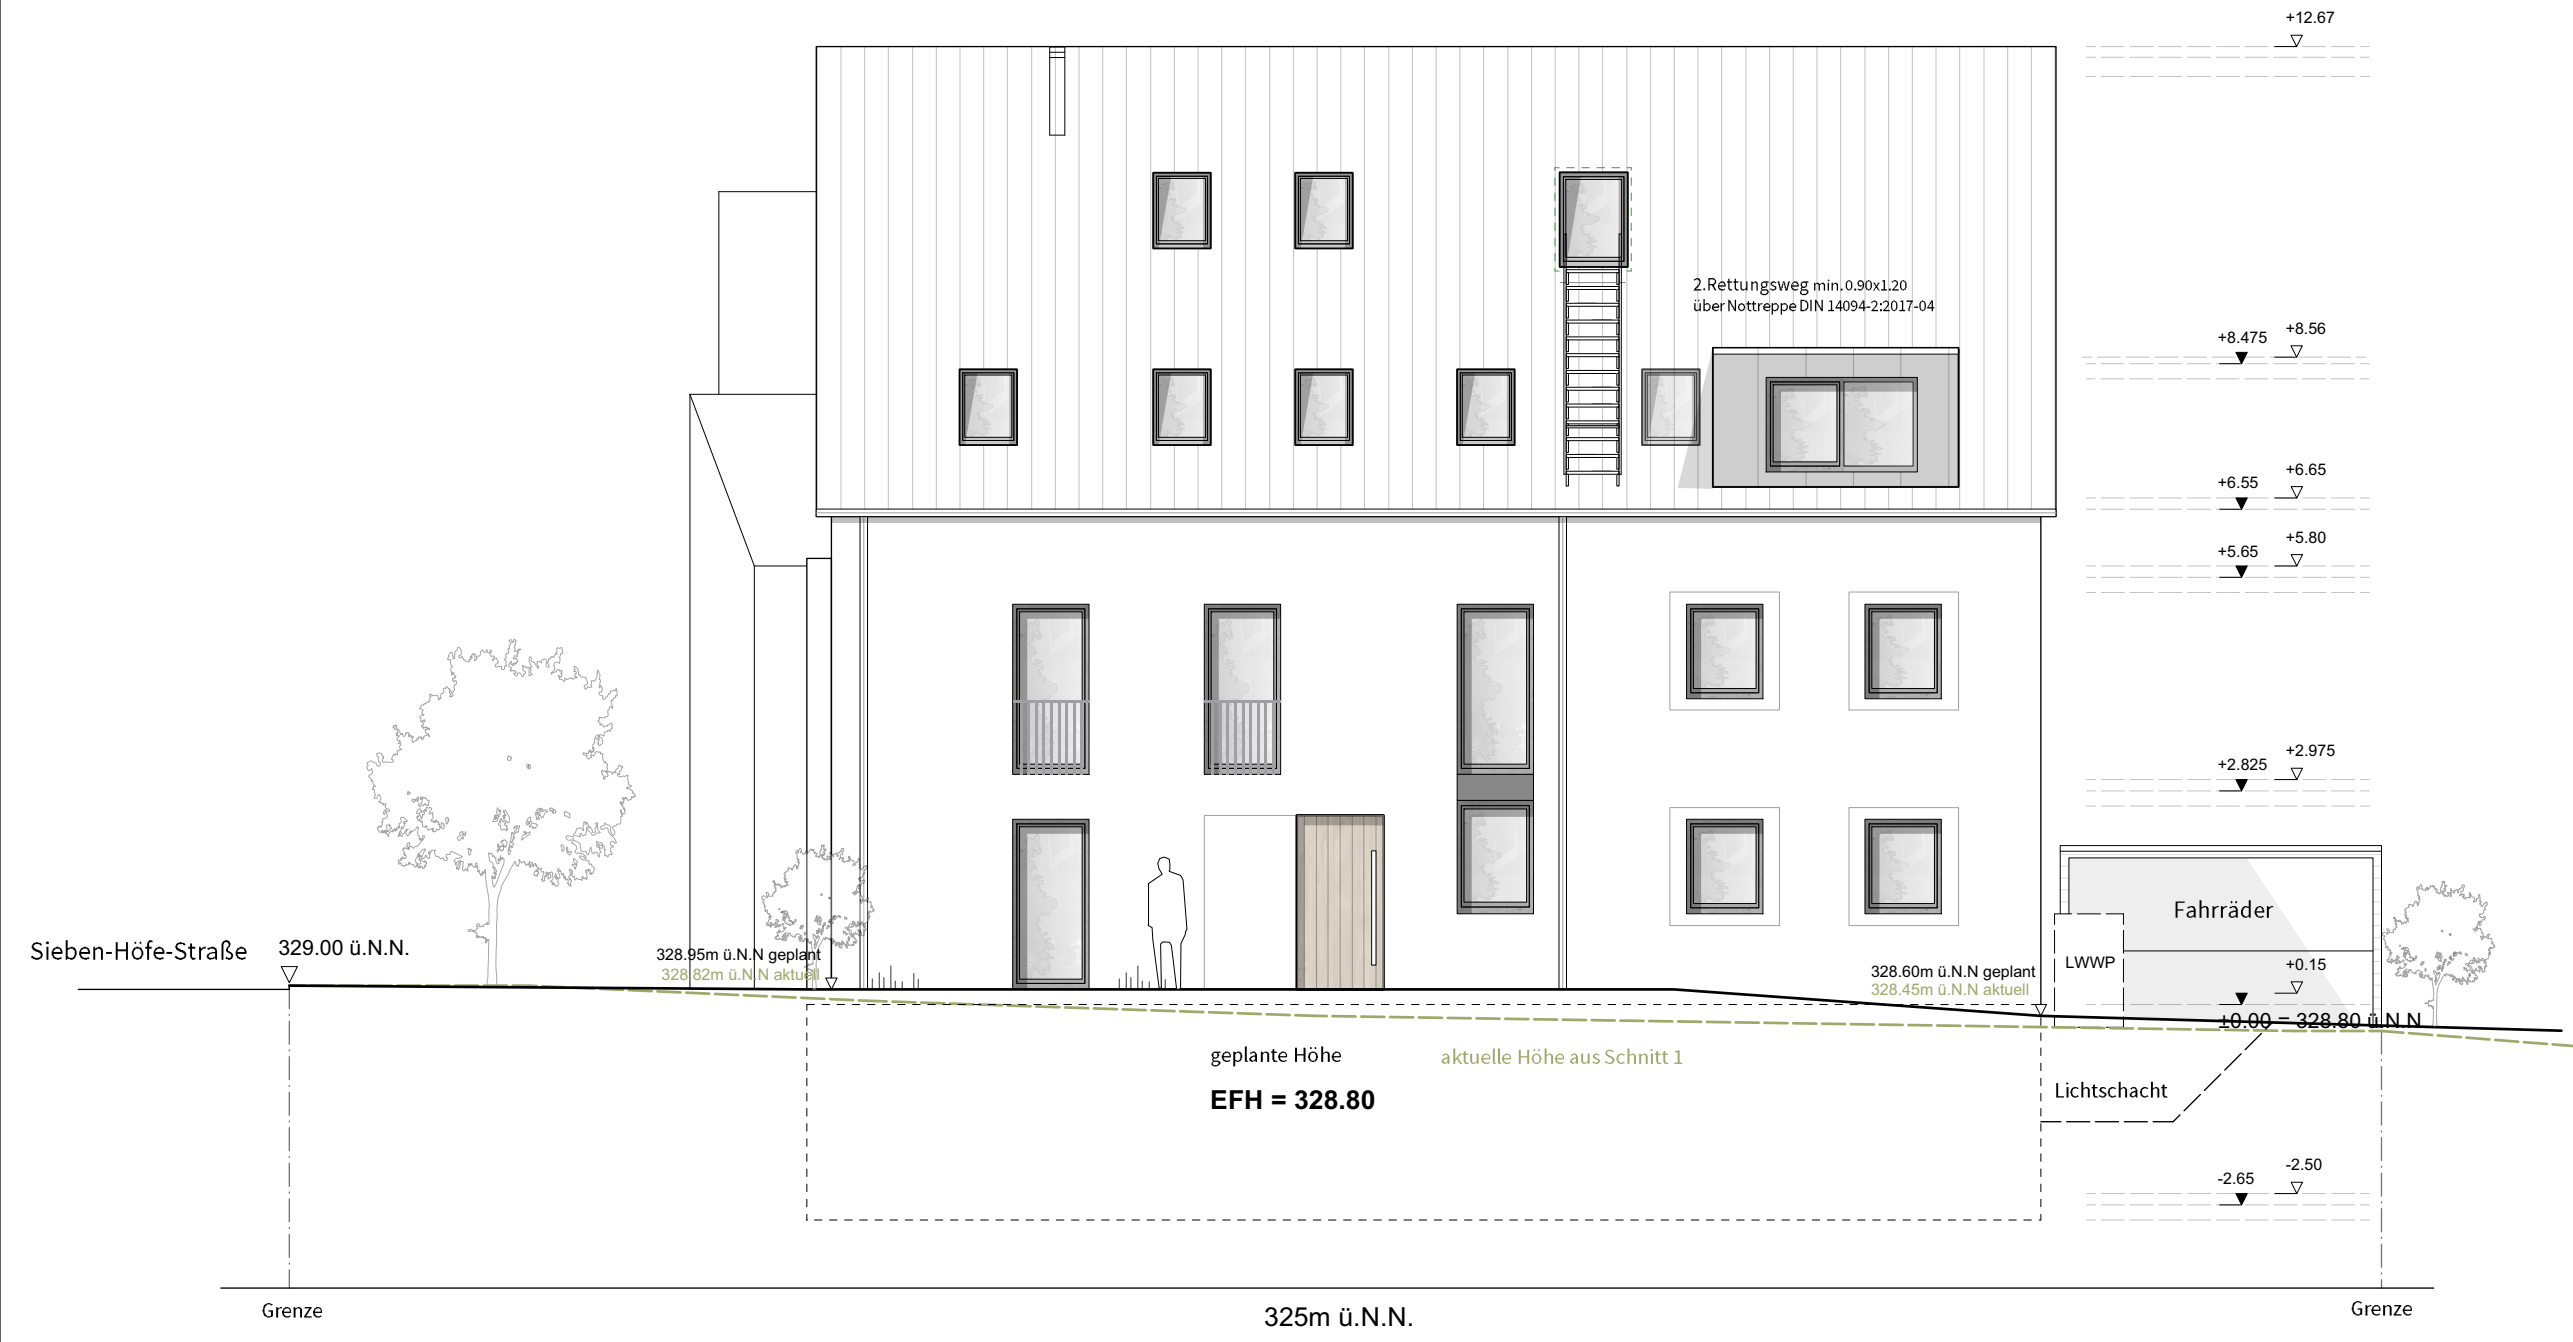 +12.67
2.Rettungsweg min. 0.90x1.20
über Nottreppe DIN 14094-2:2017-04
+8.475
+8.56
+6.55
+6.65
+5.65
+5.80
+2.825
+2.975
Fahrräder
LWWP
+0.15
±0.00 = 328.80 ü.N.N
Sieben-Höfe-Straße
329.00 ü.N.N.
328.95m ü.N.N geplant
328.82m ü.N.N aktuell
328.60m ü.N.N geplant
328.45m ü.N.N aktuell
geplante Höhe
aktuelle Höhe aus Schnitt 1
EFH = 328.80
Lichtschacht
-2.65
-2.50
Grenze
325m ü.N.N.
Grenze